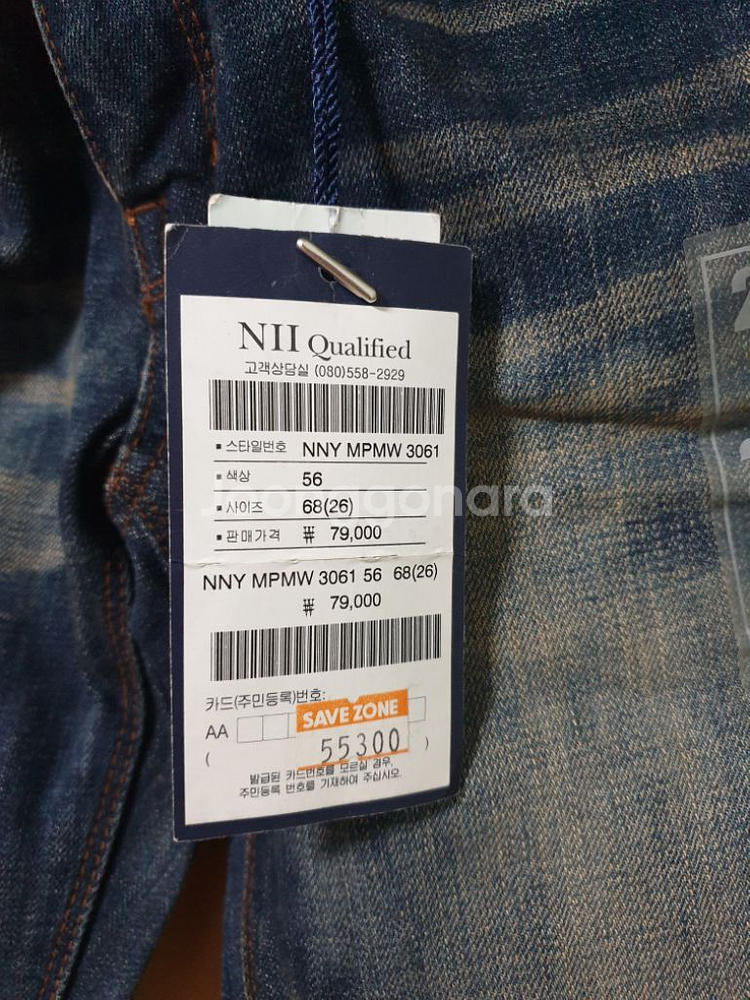 NII Qualified
고객상담실 (080)558-2929
▪ 스타일번호 NNY MPMW 3061
▪ 색상 56
▪ 사이즈 68(26)
▪ 판매가격 ₩ 79,000
NNY MPMW 3061 56 68(26)
₩ 79,000
카드(주민등록)번호:
AA
SAVE ZONE
55300
( )
발급된 카드번호를 모르실 경우,
주민등록 번호를 기재하여 주십시오.
Joonggonara